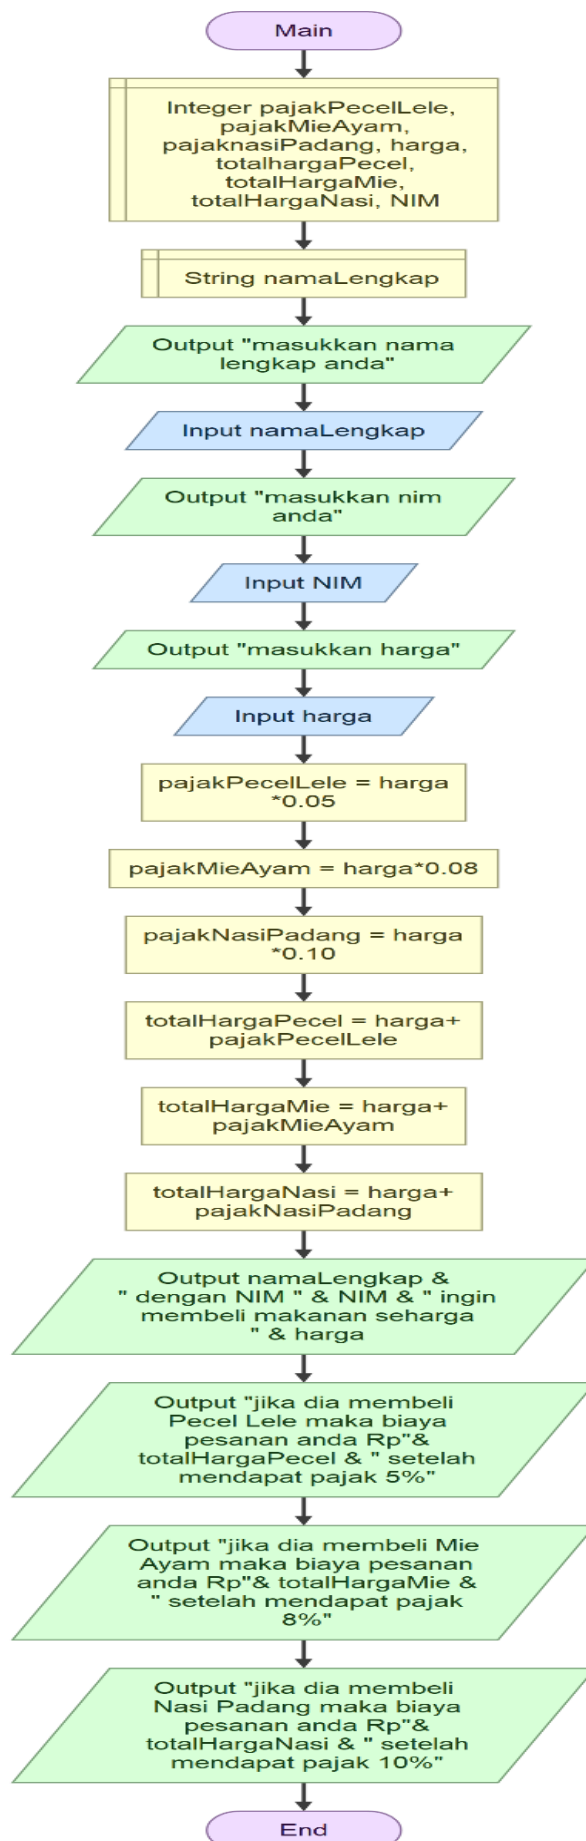 Main
Integer pajakPecelLele,
pajakMieAyam,
pajaknasiPadang, harga,
totalhargaPecel,
totalHargaMie,
totalHargaNasi, NIM
String namaLengkap
Output "masukkan nama
lengkap anda"
Input namaLengkap
Output "masukkan nim
anda"
Input NIM
Output "masukkan harga"
Input harga
pajakPecelLele = harga
*0.05
pajakMieAyam = harga*0.08
pajakNasiPadang = harga
*0.10
totalHargaPecel = harga+
pajakPecelLele
totalHargaMie = harga+
pajakMieAyam
totalHargaNasi = harga+
pajakNasiPadang
Output namaLengkap &
" dengan NIM " & NIM & " ingin
membeli makanan seharga
" & harga
Output "jika dia membeli
Pecel Lele maka biaya
pesanan anda Rp"&
totalHargaPecel & " setelah
mendapat pajak 5%"
Output "jika dia membeli Mie
Ayam maka biaya pesanan
anda Rp"& totalHargaMie &
" setelah mendapat pajak
8%"
Output "jika dia membeli
Nasi Padang maka biaya
pesanan anda Rp"&
totalHargaNasi & " setelah
mendapat pajak 10%"
End